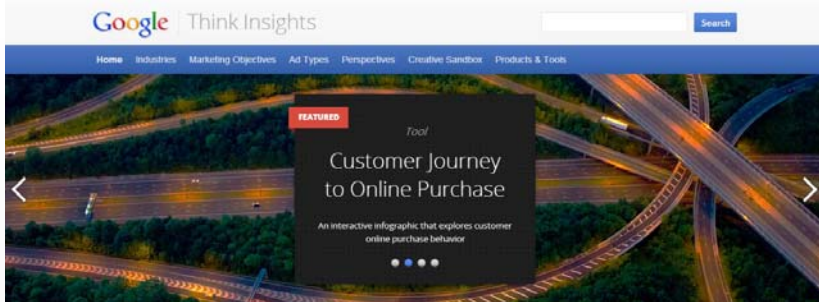 Google Think Insights
Search
Home Industries Marketing Objectives Ad Types Perspectives Creative Sandbox Products & Tools
FEATURED
Tool
Customer Journey
to Online Purchase
An interactive infographic that explores customer
online purchase behavior